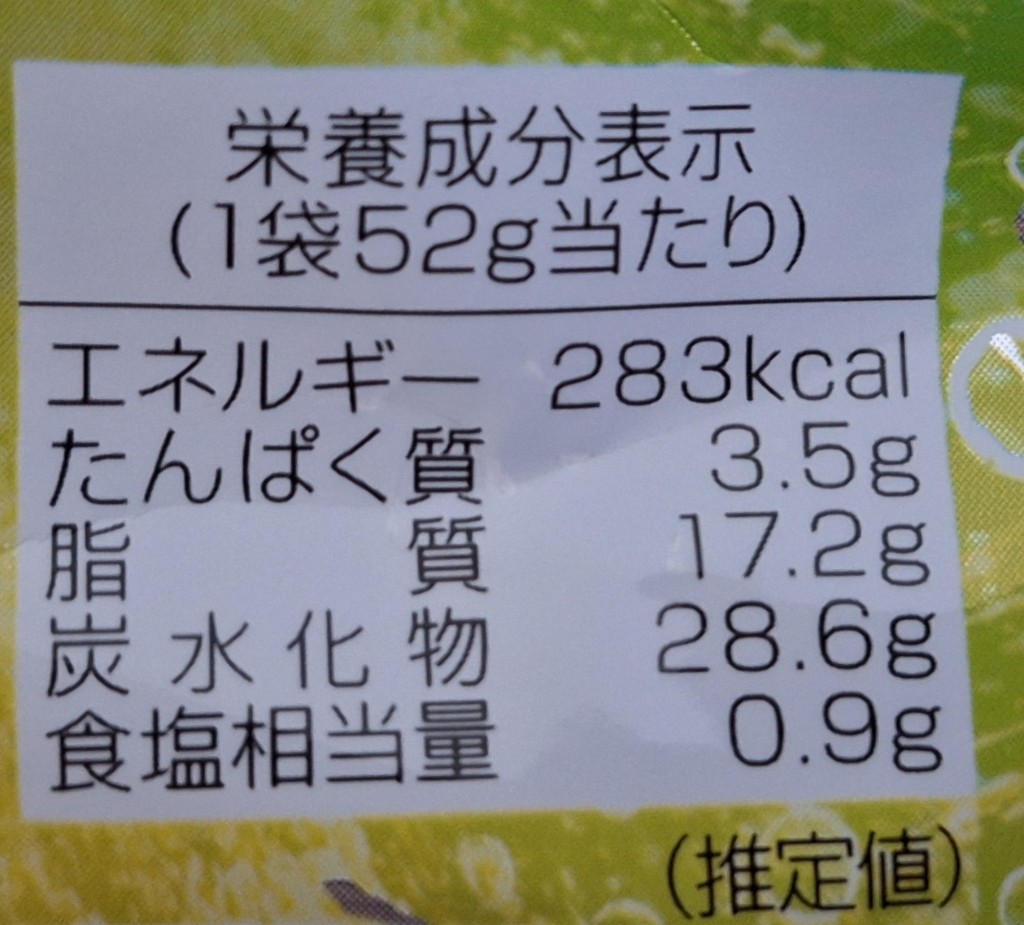 栄養成分表示
(1袋52g当たり)
エネルギー 283kcal
たんぱく質 3.5g
脂質 17.2g
炭水化物 28.6g
食塩相当量 0.9g
(推定値)